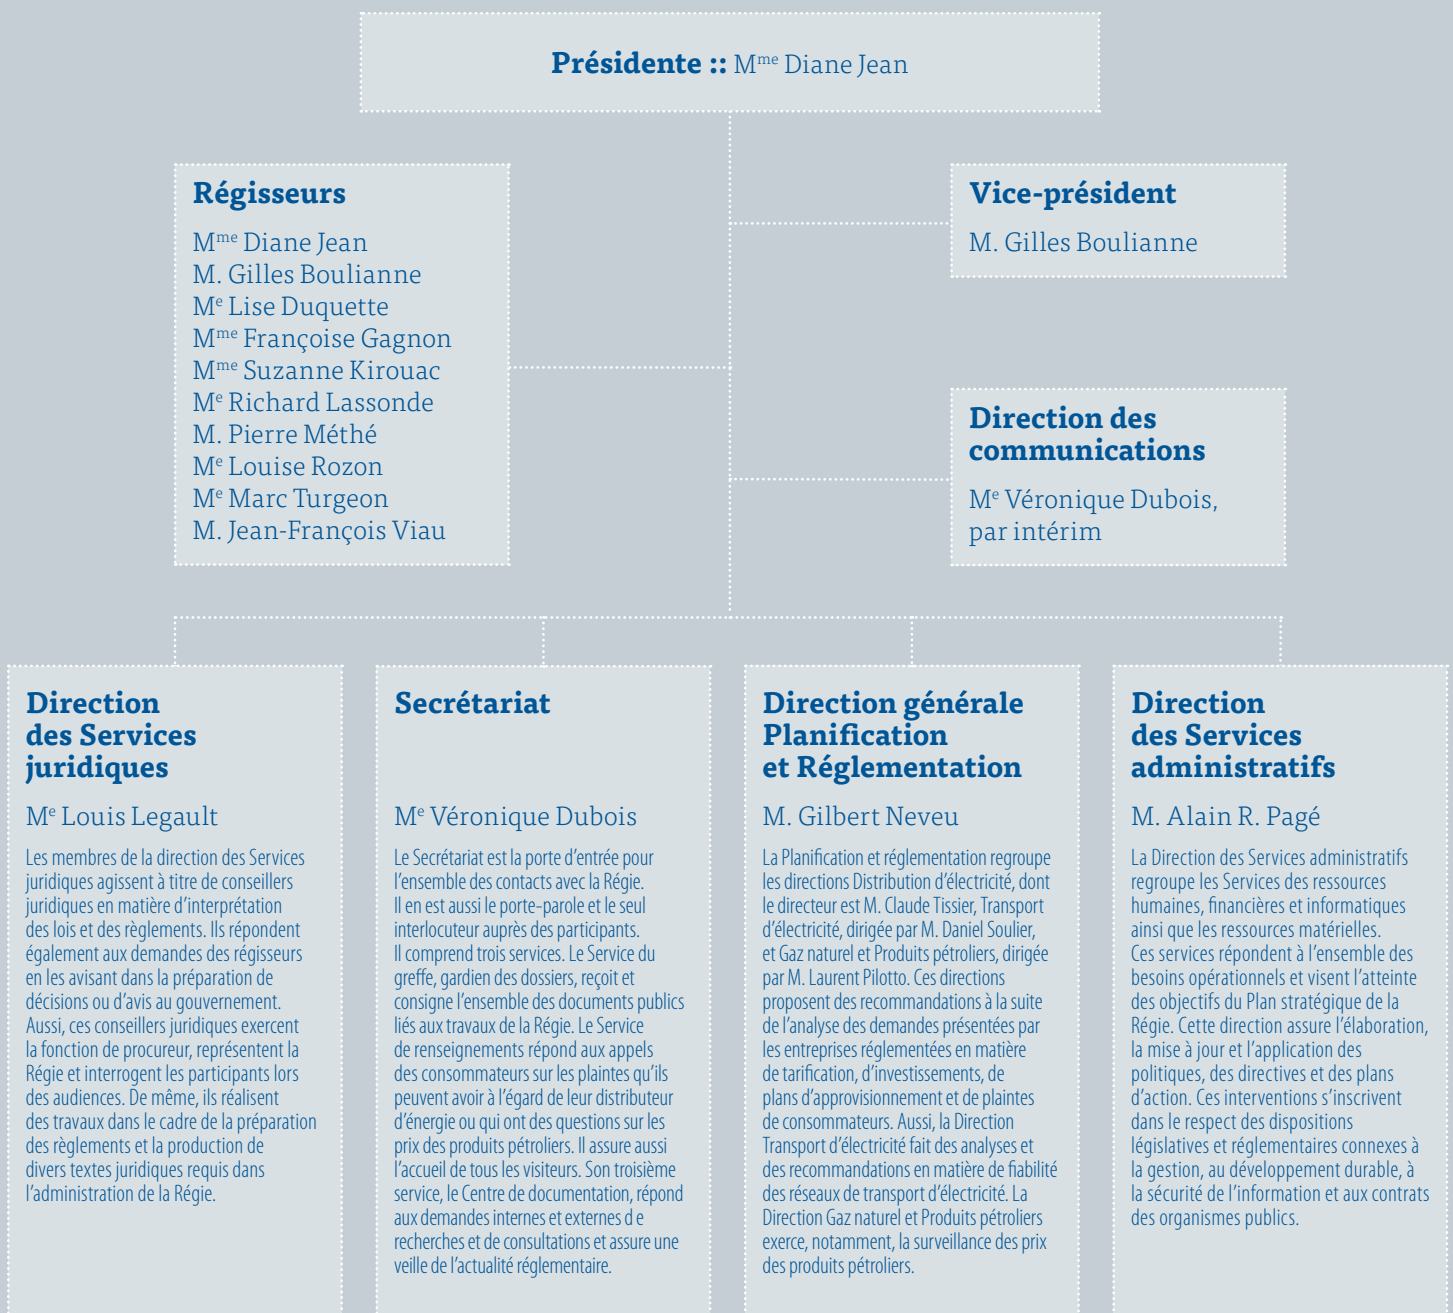 Présidente :: Mme Diane Jean
Régisseurs
Mme Diane Jean
M. Gilles Boulianne
Me Lise Duquette
Mme Françoise Gagnon
Mme Suzanne Kirouac
Me Richard Lassonde
M. Pierre Méthé
Me Louise Rozon
Me Marc Turgeon
M. Jean-François Viau
Vice-président
M. Gilles Boulianne
Direction des
communications
Me Véronique Dubois,
par intérim
Direction
des Services
juridiques
Me Louis Legault
Les membres de la direction des Services
juridiques agissent à titre de conseillers
juridiques en matière d'interprétation
des lois et des règlements. Ils répondent
également aux demandes des régisseurs
en les avisant dans la préparation de
décisions ou d'avis au gouvernement.
Aussi, ces conseillers juridiques exercent
la fonction de procureur, représentent la
Régie et interrogent les participants lors
des audiences. De même, ils réalisent
des travaux dans le cadre de la préparation
des règlements et la production de
divers textes juridiques requis dans
l'administration de la Régie.
Secrétariat
Me Véronique Dubois
Le Secrétariat est la porte d'entrée pour
l'ensemble des contacts avec la Régie.
Il en est aussi le porte-parole et le seul
interlocuteur auprès des participants.
Il comprend trois services. Le Service du
greffe, gardien des dossiers, reçoit et
consigne l'ensemble des documents publics
liés aux travaux de la Régie. Le Service
de renseignements répond aux appels
des consommateurs sur les plaintes qu'ils
peuvent avoir à l'égard de leur distributeur
d'énergie ou qui ont des questions sur les
prix des produits pétroliers. Il assure aussi
l'accueil de tous les visiteurs. Son troisième
service, le Centre de documentation, répond
aux demandes internes et externes d e
recherches et de consultations et assure une
veille de l'actualité réglementaire.
Direction générale
Planification
et Réglementation
M. Gilbert Neveu
La Planification et réglementation regroupe
les directions Distribution d'électricité, dont
le directeur est M. Claude Tissier, Transport
d'électricité, dirigée par M. Daniel Soulier,
et Gaz naturel et Produits pétroliers, dirigée
par M. Laurent Pilotto. Ces directions
proposent des recommandations à la suite
de l'analyse des demandes présentées par
les entreprises réglementées en matière
de tarification, d'investissements, de
plans d'approvisionnement et de plaintes
de consommateurs. Aussi, la Direction
Transport d'électricité fait des analyses et
des recommandations en matière de fiabilité
des réseaux de transport d'électricité. La
Direction Gaz naturel et Produits pétroliers
exerce, notamment, la surveillance des prix
des produits pétroliers.
Direction
des Services
administratifs
M. Alain R. Pagé
La Direction des Services administratifs
regroupe les Services des ressources
humaines, financières et informatiques
ainsi que les ressources matérielles.
Ces services répondent à l'ensemble des
besoins opérationnels et visent l'atteinte
des objectifs du Plan stratégique de la
Régie. Cette direction assure l'élaboration,
la mise à jour et l'application des
politiques, des directives et des plans
d'action. Ces interventions s'inscrivent
dans le respect des dispositions
législatives et réglementaires connexes à
la gestion, au développement durable, à
la sécurité de l'information et aux contrats
des organismes publics.